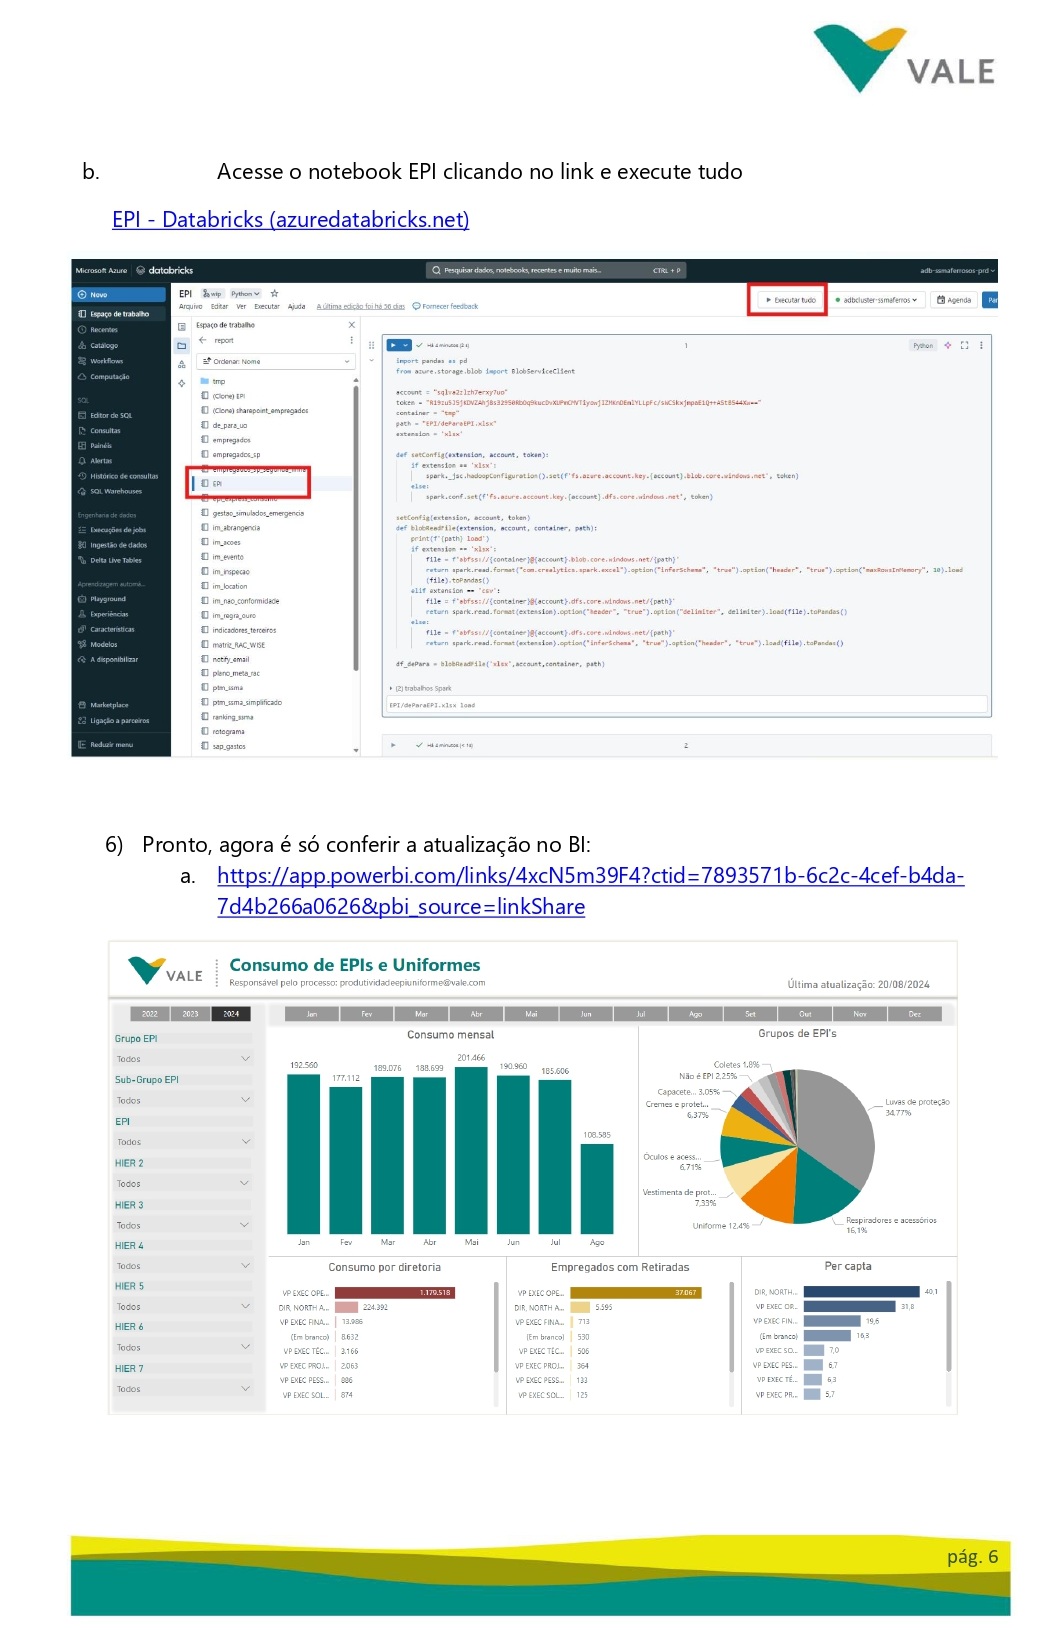 VALE
b. Acesse o notebook EPI clicando no link e execute tudo
EPI - Databricks (azuredatabricks.net)
Microsoft Azure databricks
Pesquisar dados, notebooks, recentes e muito mais... CTRL + P
adb-ssmaferrosos-prd
Novo
Espaço de trabalho
Recentes
Catálogo
Workflows
Computação
SQL
Editor de SQL
Consultas
Painéis
Alertas
Histórico de consultas
SQL Warehouses
Engenharia de dados
Execuções de jobs
Ingestão de dados
Delta Live Tables
Aprendizagem automá...
Playground
Experiências
Características
Modelos
A disponibilizar
Marketplace
Ligação a parceiros
Reduzir menu
EPI wip Python
Arquivo Editar Ver Executar Ajuda A última edição foi há 56 dias Fornecer feedback
Executar tudo adbcluster-ssmaferros Agenda Par
Espaço de trabalho
report
Ordenar: Nome
tmp
(Clone) EPI
(Clone) sharepoint_empregados
de_para_uo
empregados
empregados_sp
empregados_sp_segunda_linha
EPI
gestao_simulados_emergencia
im_abrangencia
im_acoes
im_evento
im_inspecao
im_location
im_nao_conformidade
im_regra_ouro
indicadores_terceiros
matriz_RAC_WISE
notify_email
plano_meta_rac
ptm_ssma
ptm_ssma_simplificado
ranking_ssma
rotograma
sap_gastos
Há 4 minutos (2 s) 1 Python
import pandas as pd
from azure.storage.blob import BlobServiceClient
container = "tmp"
path = "EPI/deParaEPI.xlsx"
extension = 'xlsx'
def setConfig(extension, account, token):
if extension == 'xlsx':
spark._jsc.hadoopConfiguration().set(f'fs.azure.account.key.{account}.blob.core.windows.net', token)
else:
spark.conf.set(f'fs.azure.account.key.{account}.dfs.core.windows.net', token)
setConfig(extension, account, token)
def blobReadFile(extension, account, container, path):
print(f'{path} load')
if extension == 'xlsx':
file = f'abfss://{container}@{account}.blob.core.windows.net/{path}'
return spark.read.format("com.crealytics.spark.excel").option("inferSchema", "true").option("header", "true").option("maxRowsInMemory", 10).load
(file).toPandas()
elif extension == 'csv':
file = f'abfss://{container}@{account}.dfs.core.windows.net/{path}'
return spark.read.format(extension).option("header", "true").option("delimiter", delimiter).load(file).toPandas()
else:
file = f'abfss://{container}@{account}.dfs.core.windows.net/{path}'
return spark.read.format(extension).option("inferSchema", "true").option("header", "true").load(file).toPandas()
df_dePara = blobReadFile('xlsx',account,container, path)
(2) trabalhos Spark
EPI/deParaEPI.xlsx load
Há 4 minutos (< 1s) 2
6) Pronto, agora é só conferir a atualização no BI:
a. https://app.powerbi.com/links/4xcN5m39F4?ctid=7893571b-6c2c-4cef-b4da-
7d4b266a0626&pbi_source=linkShare
VALE
Consumo de EPIs e Uniformes
Responsável pelo processo: produtividadeepiuniforme@vale.com
Última atualização: 20/08/2024
2022 2023 2024
Jan Fev Mar Abr Mai Jun Jul Ago Set Out Nov Dez
Grupo EPI
Todos
Sub-Grupo EPI
Todos
EPI
Todos
HIER 2
Todos
HIER 3
Todos
HIER 4
Todos
HIER 5
Todos
HIER 6
Todos
HIER 7
Todos
Consumo mensal
192.560 177.112 189.076 188.699 201.466 190.960 185.606 108.585
Jan Fev Mar Abr Mai Jun Jul Ago
Grupos de EPI's
Coletes 1,8%
Não é EPI 2,25%
Capacete... 3,05%
Cremes e protet...
6,37%
Óculos e acess...
6,71%
Vestimenta de prot...
7,33%
Uniforme 12,4%
Luvas de proteção
34,77%
Respiradores e acessórios
16,1%
Consumo por diretoria
VP EXEC OPE... 1.179.518
DIR. NORTH A... 224.392
VP EXEC FINA... 13.986
(Em branco) 8.632
VP EXEC TÉC... 3.166
VP EXEC PROJ... 2.063
VP EXEC PESS... 886
VP EXEC SOL... 874
Empregados com Retiradas
VP EXEC OPE... 37.067
DIR. NORTH A... 5.595
VP EXEC FINA... 713
(Em branco) 530
VP EXEC TÉC... 506
VP EXEC PROJ... 364
VP EXEC PESS... 133
VP EXEC SOL... 125
Per capta
DIR. NORTH... 40,1
VP EXEC OP... 31,8
VP EXEC FIN... 19,6
(Em branco) 16,3
VP EXEC SO... 7,0
VP EXEC PES... 6,7
VP EXEC TÉ... 6,3
VP EXEC PR... 5,7
pág. 6